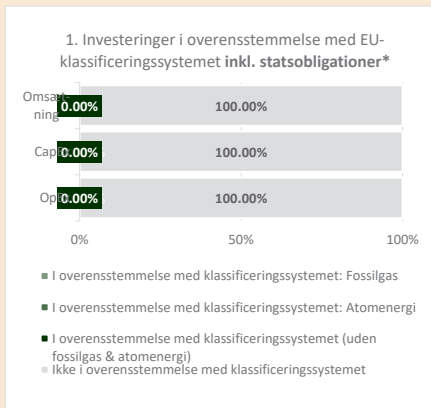 1. Investeringer i overensstemmelse med EU-
klassificeringssystemet inkl. statsobligationer*
Omsæt-
ning
0.00% 100.00%
0.00% 100.00%
0.00% 100.00%
0% 50% 100%
I overensstemmelse med klassificeringssystemet: Fossilgas
I overensstemmelse med klassificeringssystemet: Atomenergi
I overensstemmelse med klassificeringssystemet (uden
fossilgas & atomenergi)
Ikke i overensstemmelse med klassificeringssystemet